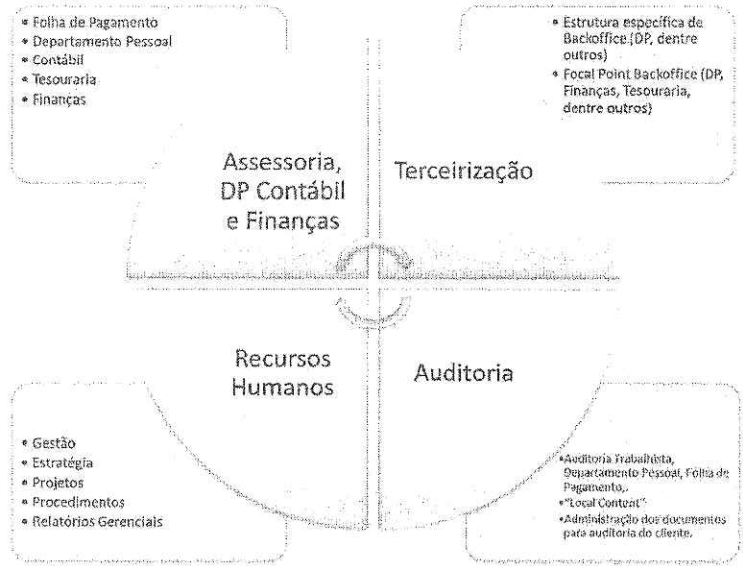 • Folha de Pagamento
• Departamento Pessoal
• Contábil
• Tesouraria
• Finanças
• Estrutura específica de
Backoffice (DP, dentre
outros)
• Focal Point Backoffice (DP,
Finanças, Tesouraria,
dentre outros)
Assessoria,
DP Contábil
e Finanças
Terceirização
Recursos
Humanos
Auditoria
• Gestão
• Estratégia
• Projetos
• Procedimentos
• Relatórios Gerenciais
•Auditoria Trabalhista,
Departamento Pessoal, Folha de
Pagamento,.
•"Local Content"
•Administração dos documentos
para auditoria do cliente.